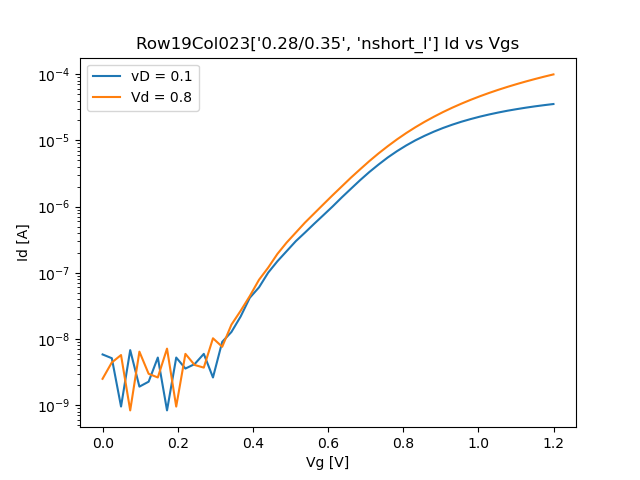 Row19Col023['0.28/0.35', 'nshort_l'] Id vs Vgs
vD = 0.1
Vd = 0.8
Id [A]
10⁻⁴
10⁻⁵
10⁻⁶
10⁻⁷
10⁻⁸
10⁻⁹
0.0 0.2 0.4 0.6 0.8 1.0 1.2
Vg [V]